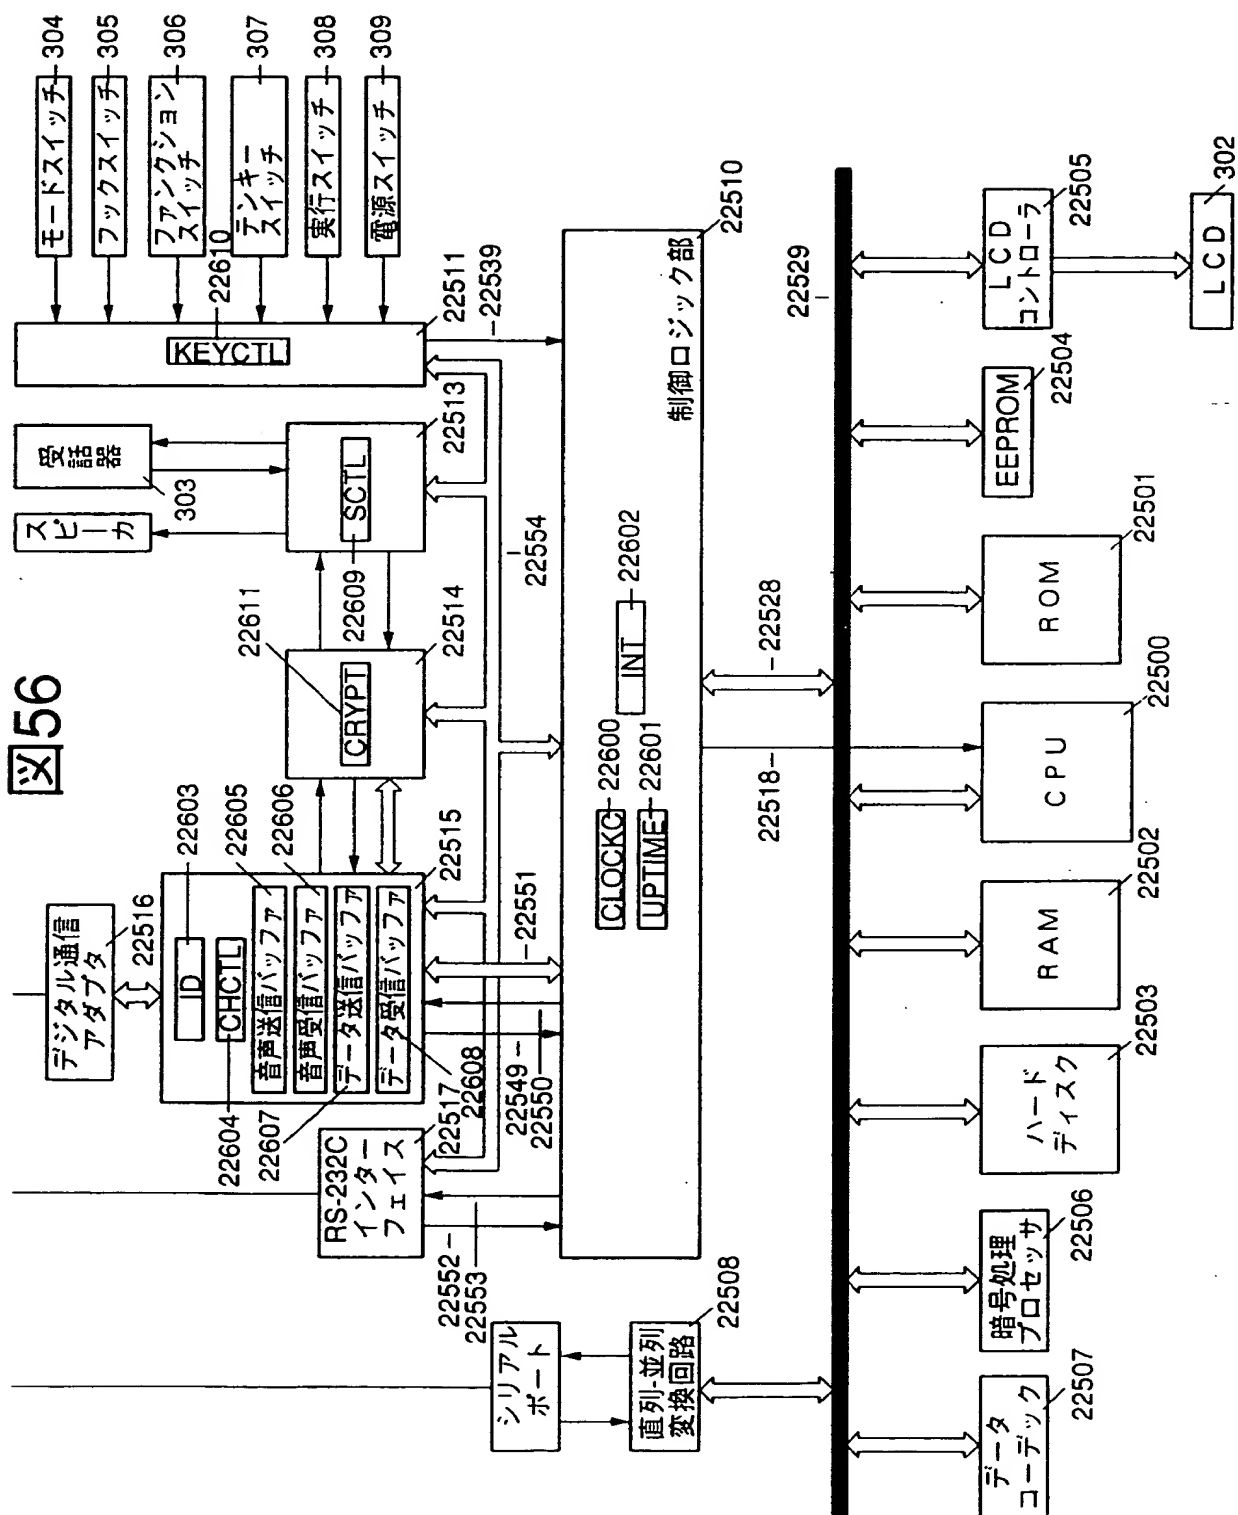 図56
モードスイッチ
304
フックスイッチ
305
ファンクション
スイッチ
306
テンキー
スイッチ
307
実行スイッチ
308
電源スイッチ
309
22610
KEYCTL
22511
22539
受話器
303
スピーカ
SCTL
22513
22609
22611
CRYPT
22514
22554
デジタル通信
アダプタ
22516
ID
22603
CHCTL
22604
音声送信バッファ
22605
音声受信バッファ
22606
データ送信バッファ
22607
データ受信バッファ
22608
22515
22551
22549
22550
RS-232C
インター
フェイス
22517
22552
22553
制御ロジック部
22510
CLOCKC
22600
UPTIME
22601
INT
22602
シリアル
ポート
直列-並列
変換回路
22508
22518
22528
22529
データ
コーデック
22507
暗号処理
プロセッサ
22506
ハード
ディスク
22503
RAM
22502
CPU
22500
ROM
22501
EEPROM
22504
LCD
コントローラ
22505
LCD
302